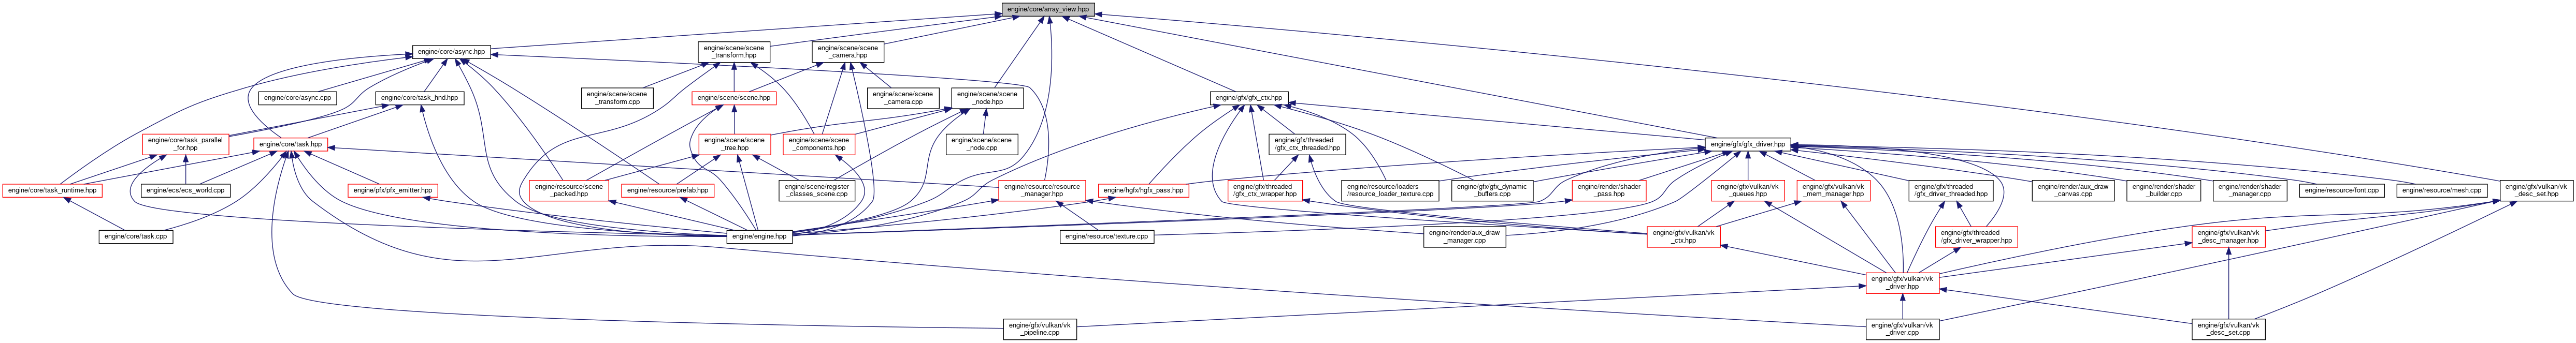 engine/core/array_view.hpp
engine/core/async.hpp
engine/scene/scene
_transform.hpp
engine/scene/scene
_camera.hpp
engine/core/async.cpp
engine/core/task_hnd.hpp
engine/scene/scene
_transform.cpp
engine/scene/scene.hpp
engine/scene/scene
_camera.cpp
engine/scene/scene
_node.hpp
engine/gfx/gfx_ctx.hpp
engine/core/task_parallel
_for.hpp
engine/core/task.hpp
engine/scene/scene
_tree.hpp
engine/scene/scene
_components.hpp
engine/scene/scene
_node.cpp
engine/gfx/threaded
/gfx_ctx_threaded.hpp
engine/gfx/gfx_driver.hpp
engine/core/task_runtime.hpp
engine/ecs/ecs_world.cpp
engine/pfx/pfx_emitter.hpp
engine/resource/scene
_packed.hpp
engine/resource/prefab.hpp
engine/scene/register
_classes_scene.cpp
engine/resource/resource
_manager.hpp
engine/hgfx/hgfx_pass.hpp
engine/gfx/threaded
/gfx_ctx_wrapper.hpp
engine/resource/loaders
/resource_loader_texture.cpp
engine/gfx/gfx_dynamic
_buffers.cpp
engine/render/shader
_pass.hpp
engine/gfx/vulkan/vk
_queues.hpp
engine/gfx/vulkan/vk
_mem_manager.hpp
engine/gfx/threaded
/gfx_driver_threaded.hpp
engine/render/aux_draw
_canvas.cpp
engine/render/shader
_builder.cpp
engine/render/shader
_manager.cpp
engine/resource/font.cpp
engine/resource/mesh.cpp
engine/gfx/vulkan/vk
_desc_set.hpp
engine/core/task.cpp
engine/engine.hpp
engine/resource/texture.cpp
engine/render/aux_draw
_manager.cpp
engine/gfx/vulkan/vk
_ctx.hpp
engine/gfx/threaded
/gfx_driver_wrapper.hpp
engine/gfx/vulkan/vk
_desc_manager.hpp
engine/gfx/vulkan/vk
_driver.hpp
engine/gfx/vulkan/vk
_pipeline.cpp
engine/gfx/vulkan/vk
_driver.cpp
engine/gfx/vulkan/vk
_desc_set.cpp